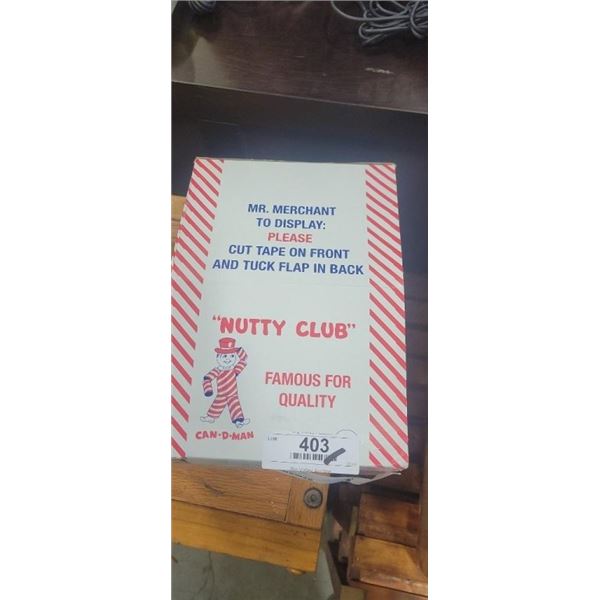 MR. MERCHANT
TO DISPLAY:
PLEASE
CUT TAPE ON FRONT
AND TUCK FLAP IN BACK
"NUTTY CLUB"
FAMOUS FOR
QUALITY
CAN-D-MAN
403